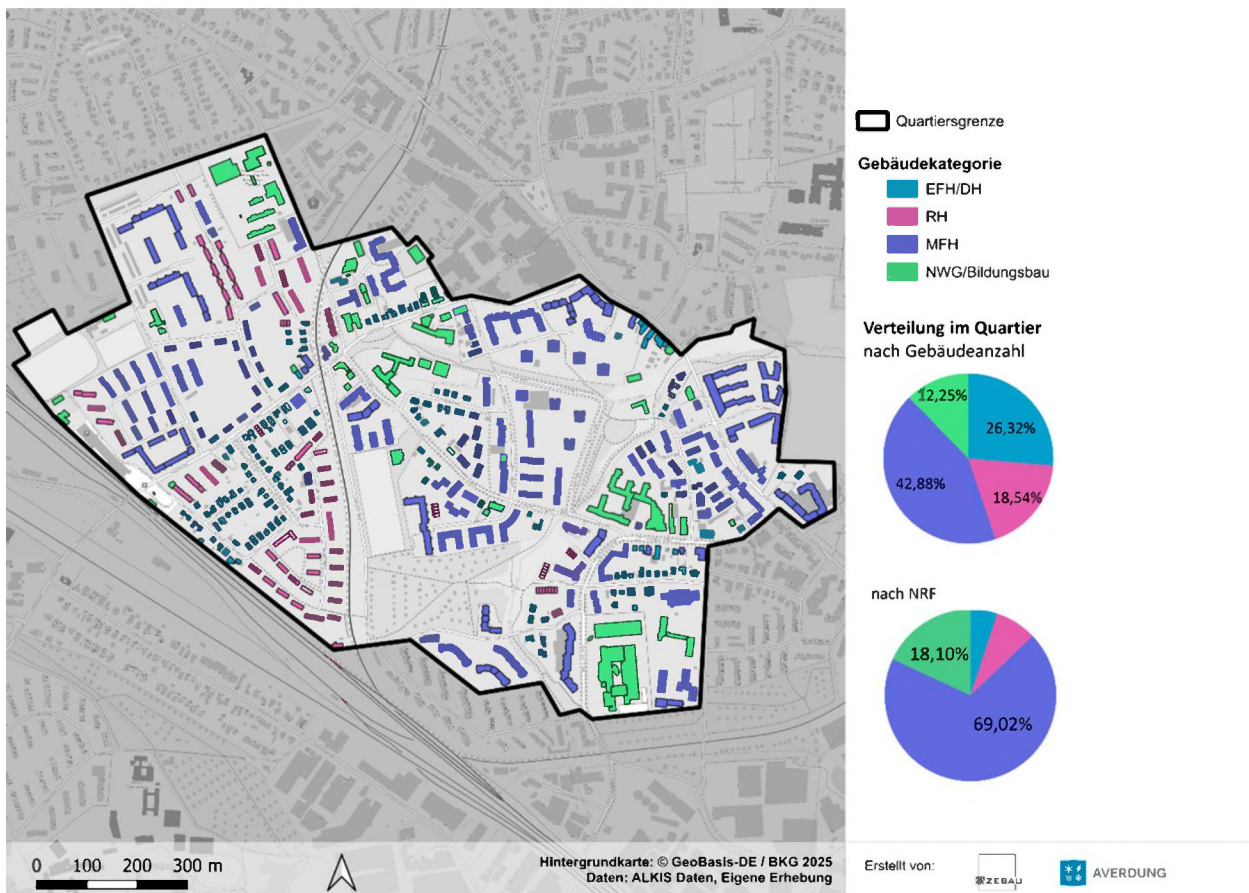 Quartiersgrenze
Gebäudekategorie
EFH/DH
RH
MFH
NWG/Bildungsbau
Verteilung im Quartier
nach Gebäudeanzahl
12,25%
26,32%
42,88%
18,54%
nach NRF
18,10%
69,02%
0 100 200 300 m
Hintergrundkarte: © GeoBasis-DE / BKG 2025
Daten: ALKIS Daten, Eigene Erhebung
Erstellt von:
ZEBAU
AVERDUNG